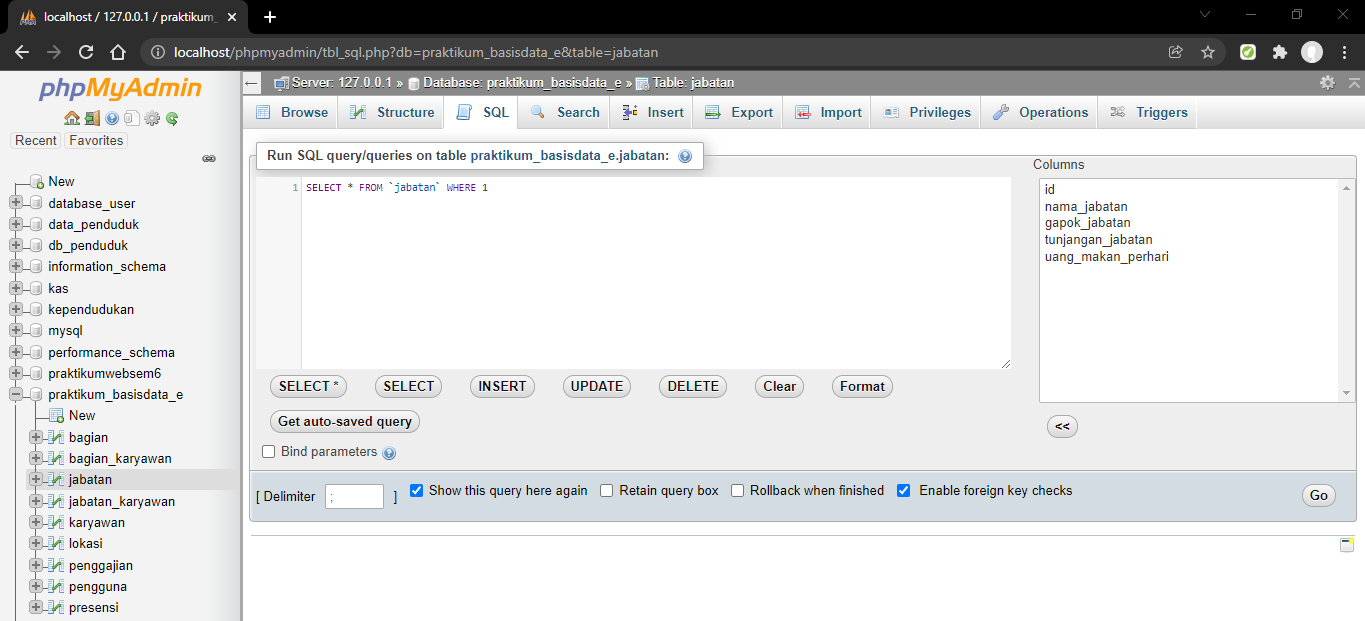 localhost / 127.0.0.1 / praktikum_
localhost/phpmyadmin/tbl_sql.php?db=praktikum_basisdata_e&table=jabatan
phpMyAdmin
Recent Favorites
New
database_user
data_penduduk
db_penduduk
information_schema
kas
kependudukan
mysql
performance_schema
praktikumwebsem6
praktikum_basisdata_e
New
bagian
bagian_karyawan
jabatan
jabatan_karyawan
karyawan
lokasi
penggajian
pengguna
presensi
Server: 127.0.0.1 » Database: praktikum_basisdata_e » Table: jabatan
Browse Structure SQL Search Insert Export Import Privileges Operations Triggers
Run SQL query/queries on table praktikum_basisdata_e.jabatan:
1 SELECT * FROM `jabatan` WHERE 1
Columns
id
nama_jabatan
gapok_jabatan
tunjangan_jabatan
uang_makan_perhari
SELECT * SELECT INSERT UPDATE DELETE Clear Format
Get auto-saved query
<<
Bind parameters
[ Delimiter ; ] Show this query here again Retain query box Rollback when finished Enable foreign key checks
Go